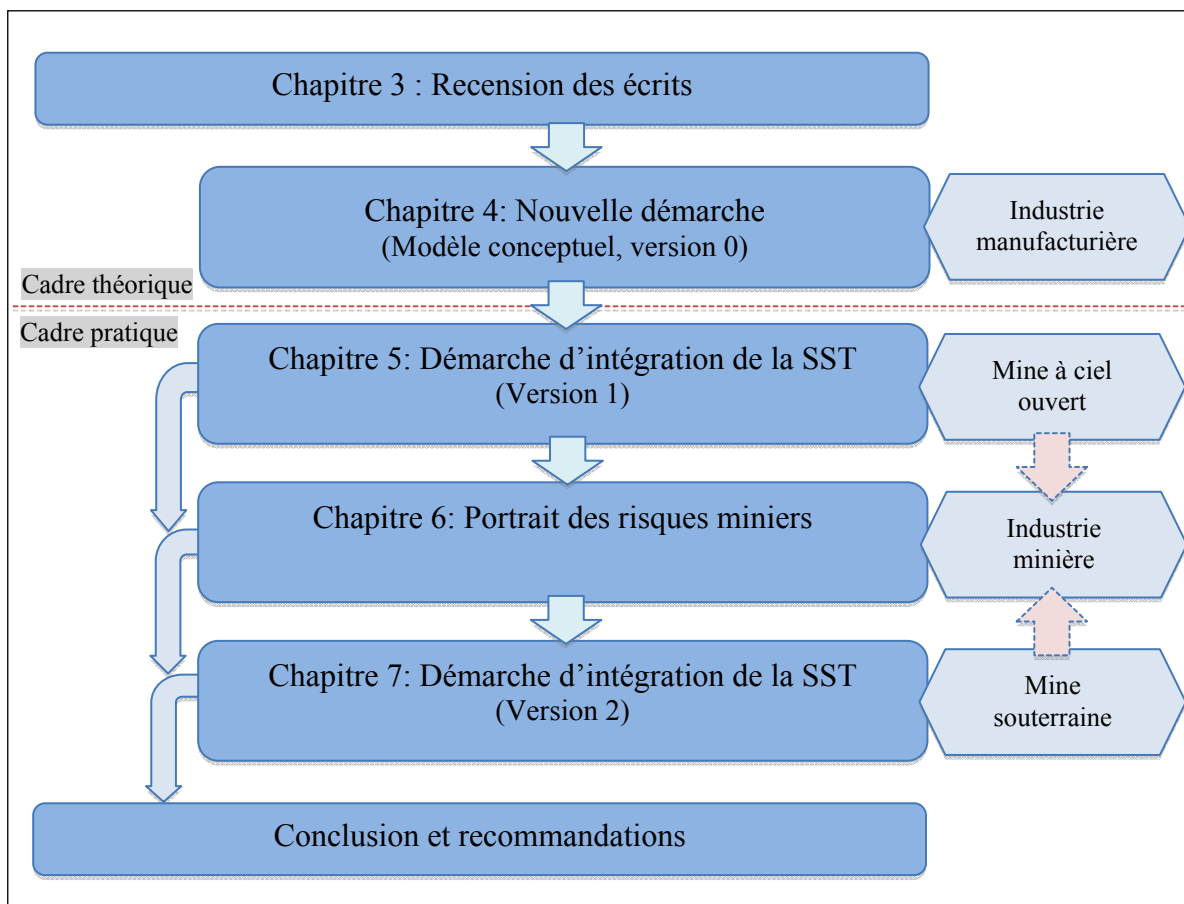 Chapitre 3 : Recension des écrits
Chapitre 4: Nouvelle démarche
(Modèle conceptuel, version 0)
Industrie
manufacturière
Cadre théorique
Cadre pratique
Chapitre 5: Démarche d’intégration de la SST
(Version 1)
Mine à ciel
ouvert
Chapitre 6: Portrait des risques miniers
Industrie
minière
Chapitre 7: Démarche d’intégration de la SST
(Version 2)
Mine
souterraine
Conclusion et recommandations